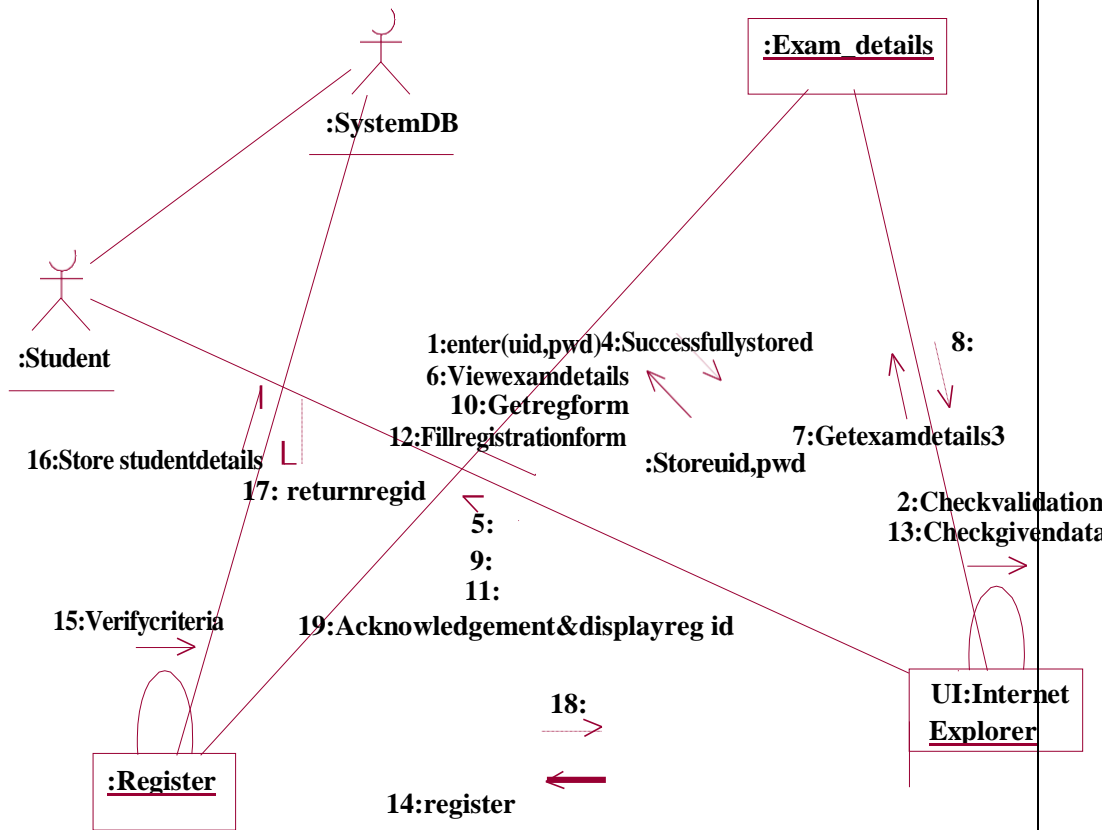 :Exam_details
:SystemDB
:Student
1:enter(uid,pwd)4:Successfullystored
8:
6:Viewexamdetails
10:Getregform
12:Fillregistrationform
7:Getexamdetails3
:Storeuid,pwd
16:Store studentdetails
17: returnregid
2:Checkvalidation
13:Checkgivendata
5:
9:
11:
15:Verifycriteria
19:Acknowledgement&displayreg id
UI:Internet
Explorer
18:
:Register
14:register